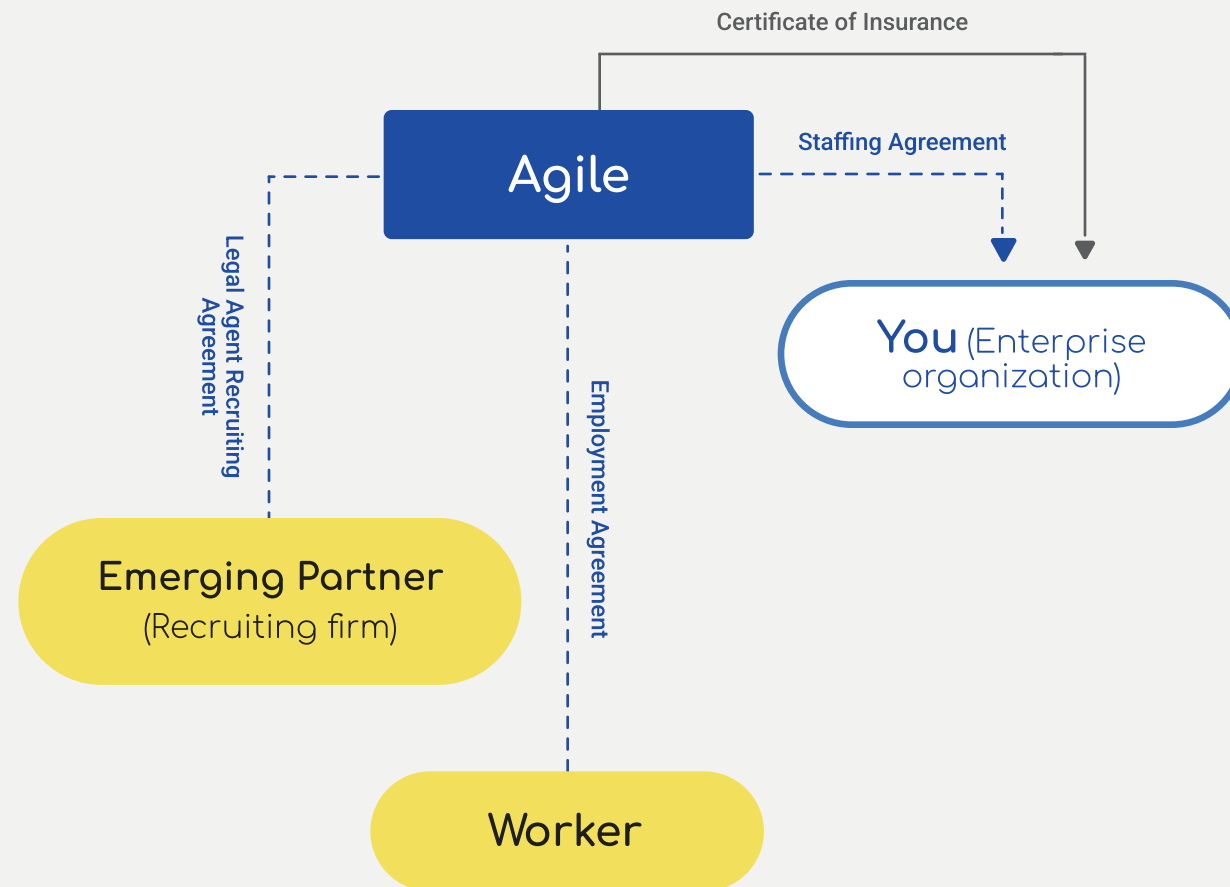 Certificate of Insurance
Agile
Staffing Agreement
Legal Agent Recruiting
Agreement
Employment Agreement
You (Enterprise
organization)
Emerging Partner
(Recruiting firm)
Worker